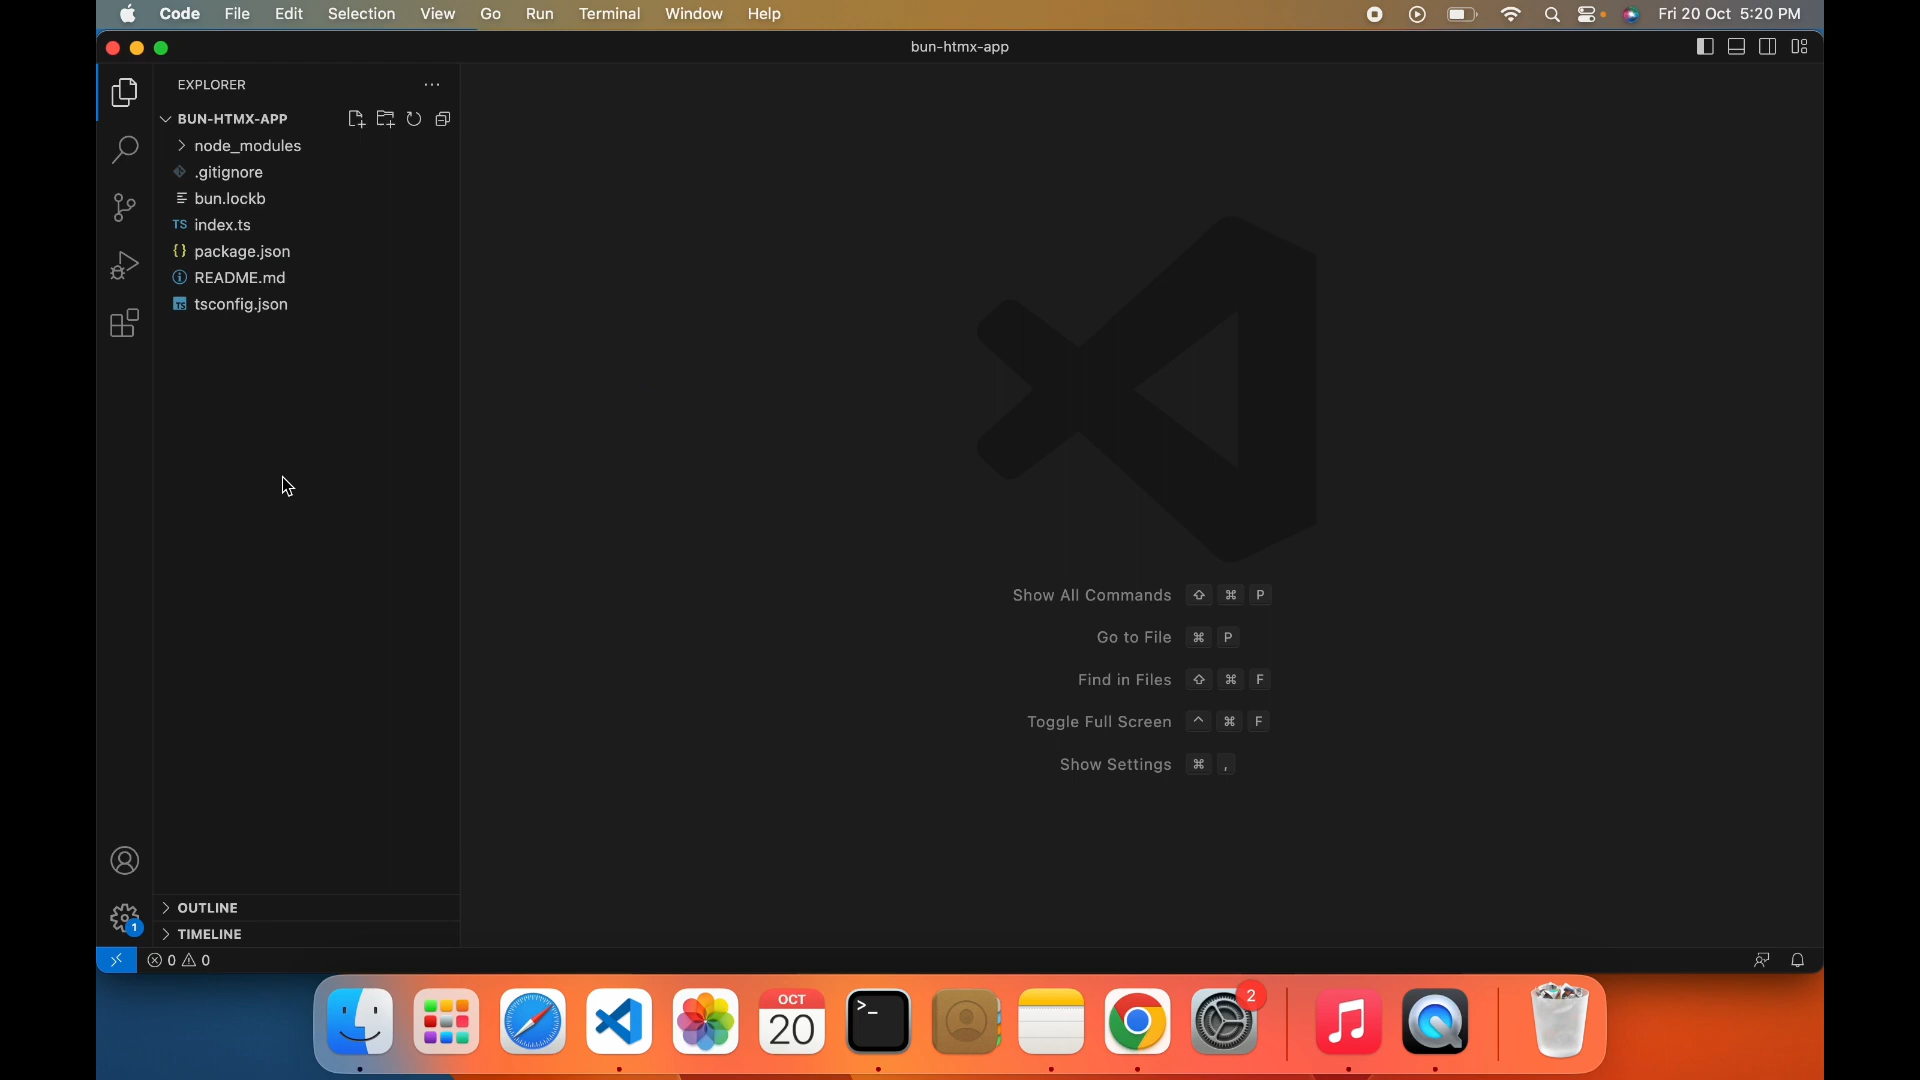 Code File Edit Selection View Go Run Terminal Window Help Fri 20 Oct 5:20 PM
bun-htmx-app
EXPLORER
BUN-HTMX-APP
node_modules
.gitignore
bun.lockb
TS index.ts
{} package.json
README.md
TS tsconfig.json
Show All Commands ⇧ ⌘ P
Go to File ⌘ P
Find in Files ⇧ ⌘ F
Toggle Full Screen ^ ⌘ F
Show Settings ⌘ ,
OUTLINE
1
TIMELINE
0 0
OCT
20
>_
2